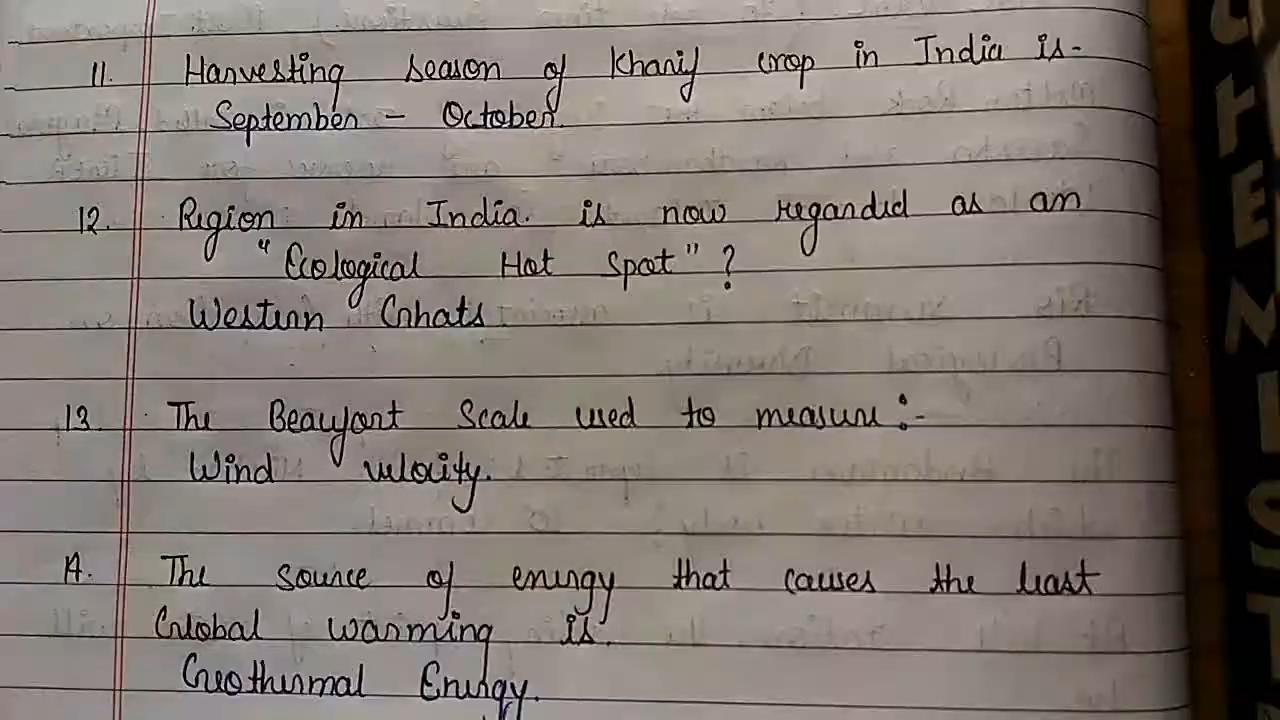 11. Harvesting season of Kharif crop in India is-
September - October
12. Region in India is now regarded as an
"Ecological Hot Spot" ?
Western Ghats
13. The Beaufort Scale used to measure :-
Wind velocity.
14. The source of energy that causes the least
Global warming is
Geothermal Energy.
CHEMIST